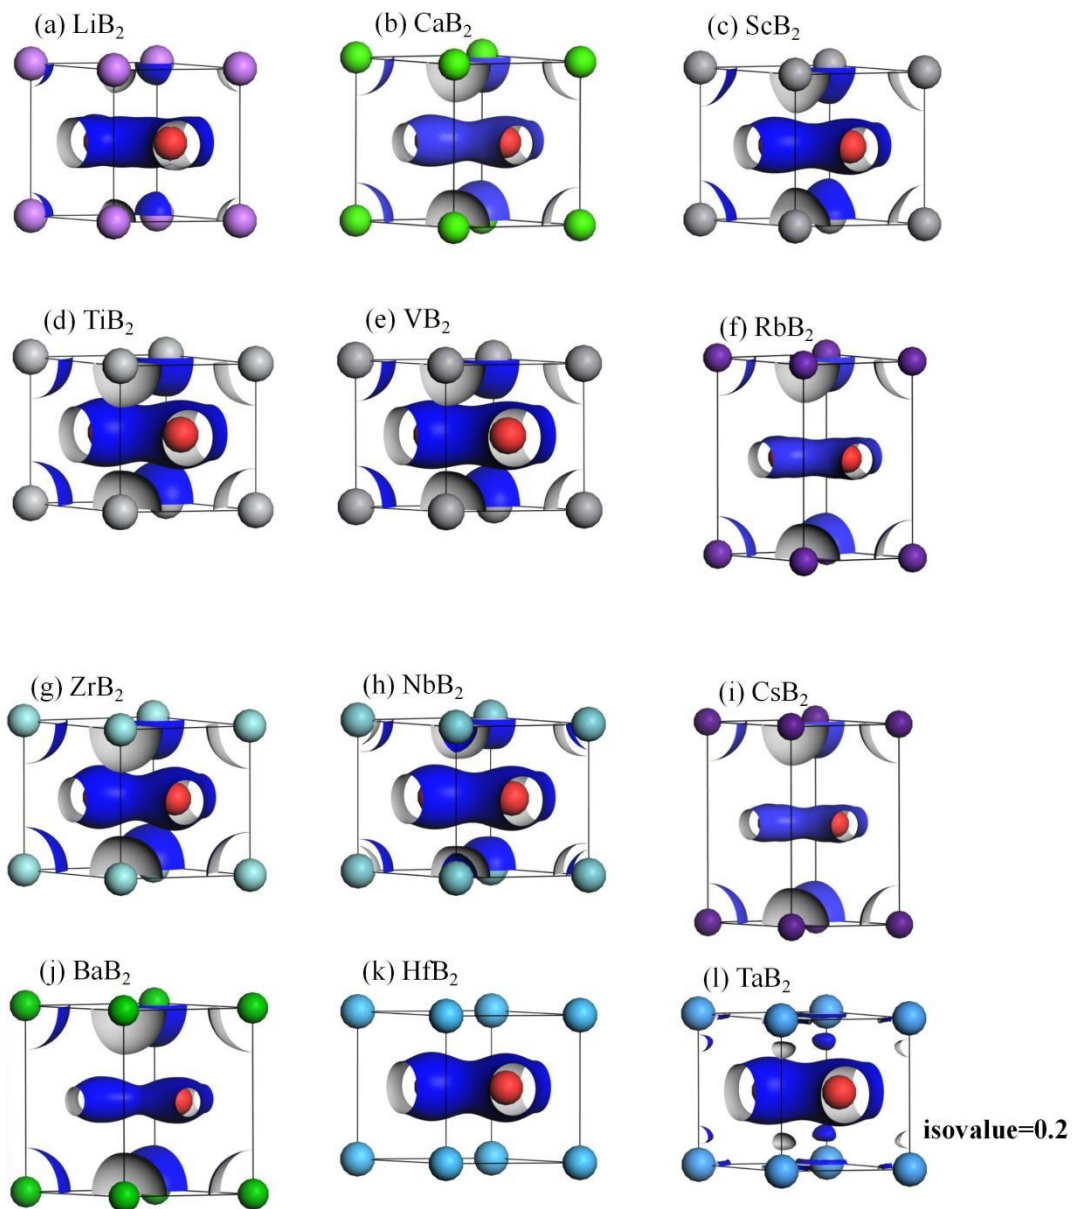 (a) LiB₂
(b) CaB₂
(c) ScB₂
(d) TiB₂
(e) VB₂
(f) RbB₂
(g) ZrB₂
(h) NbB₂
(i) CsB₂
(j) BaB₂
(k) HfB₂
(l) TaB₂
isovalue=0.2